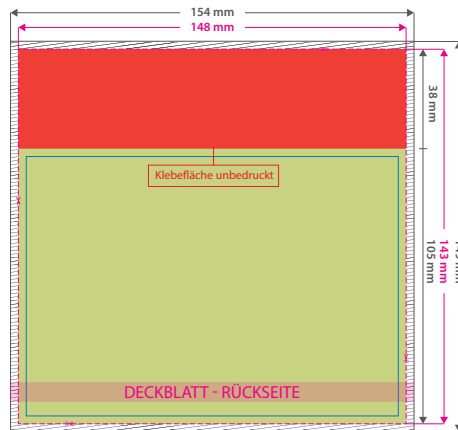 154 mm
148 mm
38 mm
Klebefläche unbedruckt
105 mm
143 mm
DECKBLATT - RÜCKSEITE